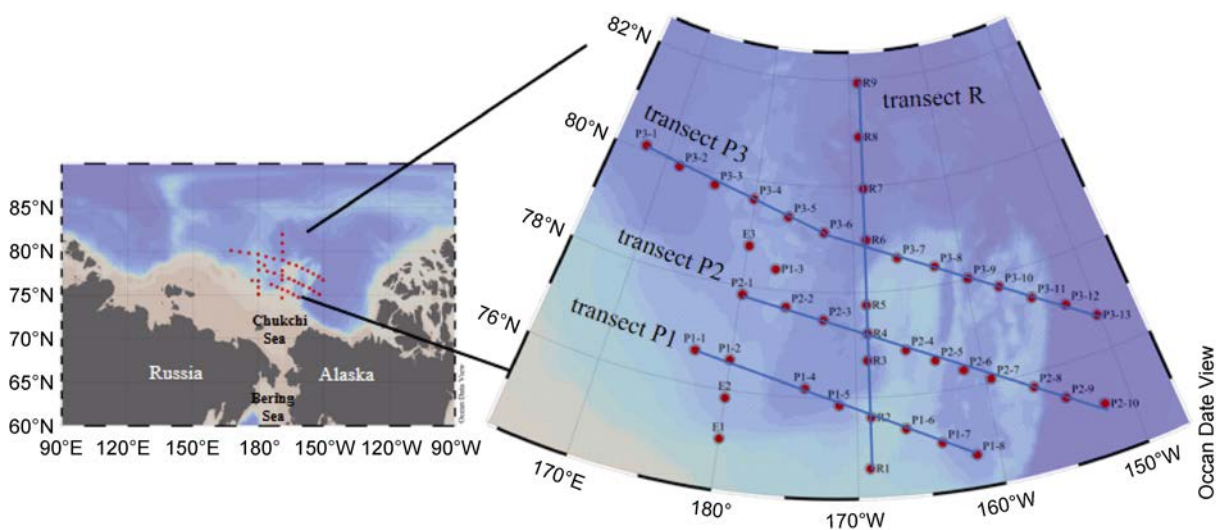 85°N
80°N
75°N
70°N
65°N
60°N
90°E
120°E
150°E
180°
150°W
120°W
90°W
Chukchi
Sea
Russia
Alaska
Bering
Sea
Ocean Data View
82°N
80°N
78°N
76°N
170°E
180°
170°W
160°W
150°W
transect P3
transect P2
transect P1
transect R
R9
R8
R7
R6
R5
R4
R3
R2
R1
P3-1
P3-2
P3-3
P3-4
P3-5
P3-6
P3-7
P3-8
P3-9
P3-10
P3-11
P3-12
P3-13
E3
P1-3
P2-1
P2-2
P2-3
P2-4
P2-5
P2-6
P2-7
P2-8
P2-9
P2-10
P1-1
P1-2
P1-4
P1-5
P1-6
P1-7
P1-8
E2
E1
Occan Date View